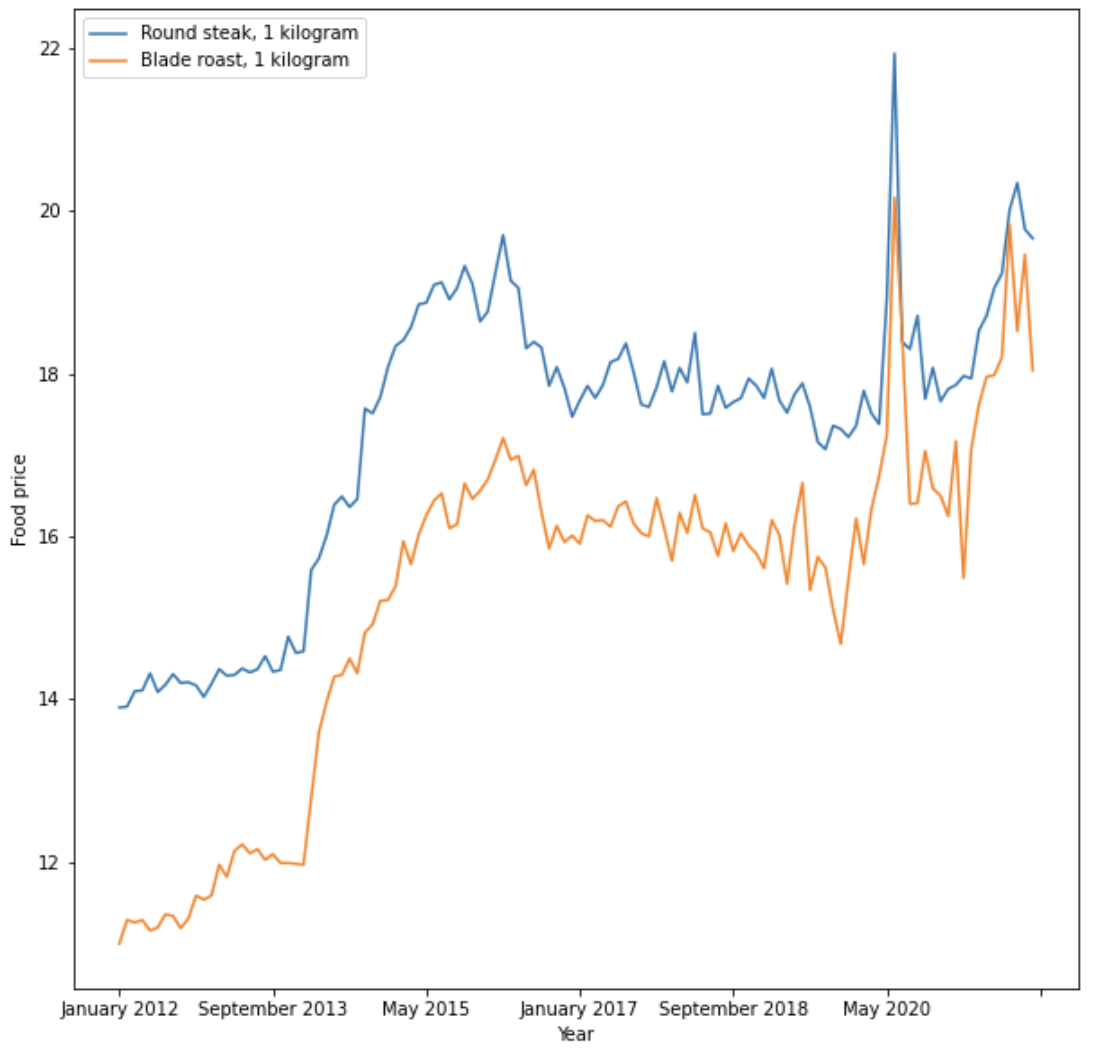 Round steak, 1 kilogram
Blade roast, 1 kilogram
22
20
18
16
14
12
Food price
January 2012 September 2013 May 2015 January 2017 September 2018 May 2020
Year